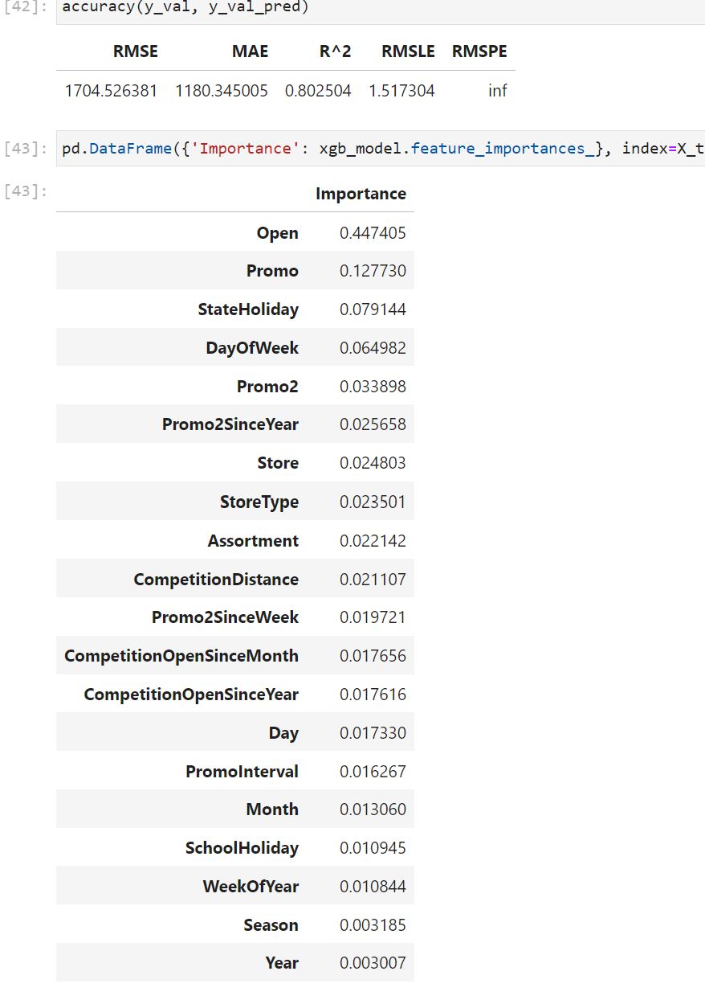 [42]: accuracy(y_val, y_val_pred)
RMSE MAE R^2 RMSLE RMSPE
1704.526381 1180.345005 0.802504 1.517304 inf
[43]: pd.DataFrame({'Importance': xgb_model.feature_importances_}, index=X_t
[43]: Importance
Open 0.447405
Promo 0.127730
StateHoliday 0.079144
DayOfWeek 0.064982
Promo2 0.033898
Promo2SinceYear 0.025658
Store 0.024803
StoreType 0.023501
Assortment 0.022142
CompetitionDistance 0.021107
Promo2SinceWeek 0.019721
CompetitionOpenSinceMonth 0.017656
CompetitionOpenSinceYear 0.017616
Day 0.017330
PromoInterval 0.016267
Month 0.013060
SchoolHoliday 0.010945
WeekOfYear 0.010844
Season 0.003185
Year 0.003007